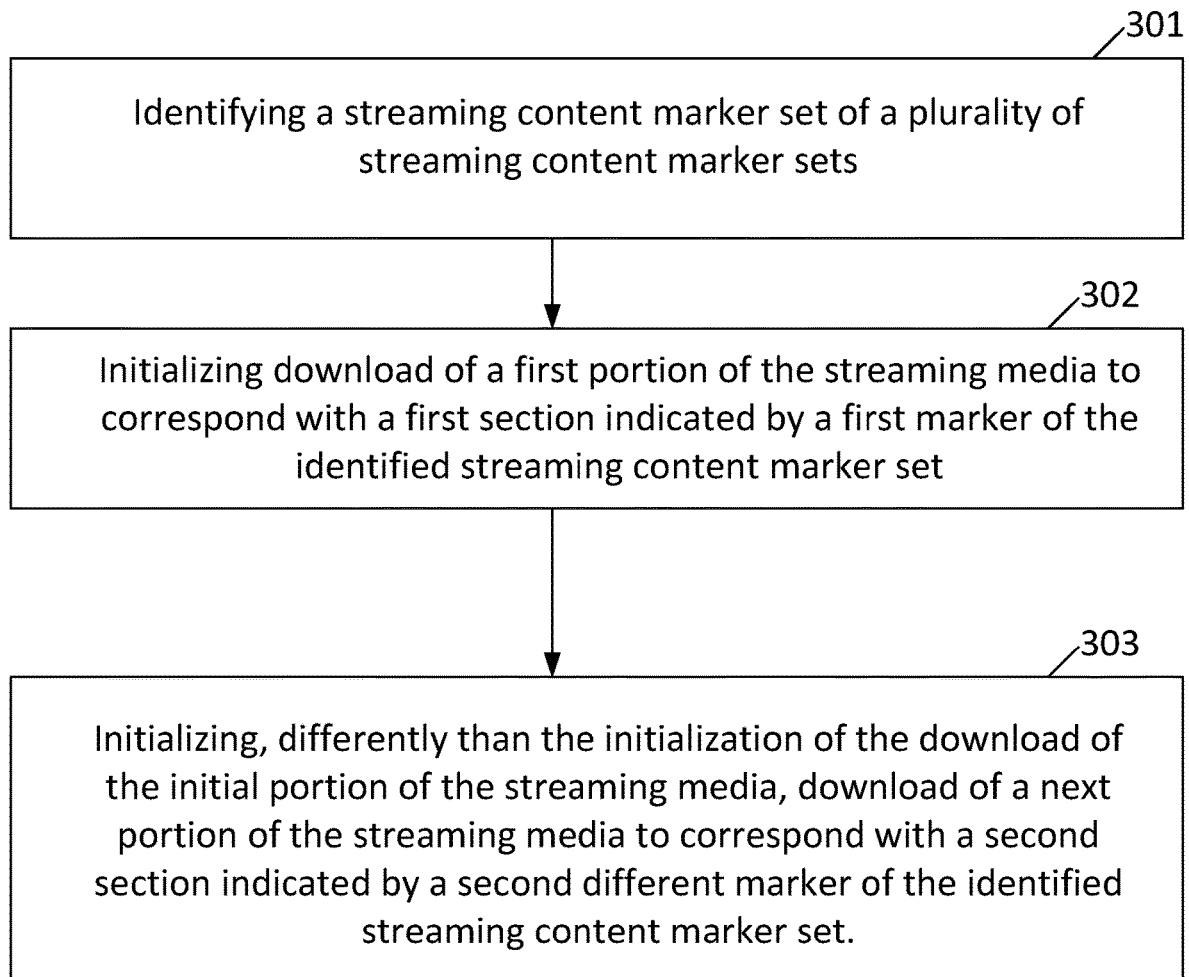 301
Identifying a streaming content marker set of a plurality of
streaming content marker sets
302
Initializing download of a first portion of the streaming media to
correspond with a first section indicated by a first marker of the
identified streaming content marker set
303
Initializing, differently than the initialization of the download of
the initial portion of the streaming media, download of a next
portion of the streaming media to correspond with a second
section indicated by a second different marker of the identified
streaming content marker set.